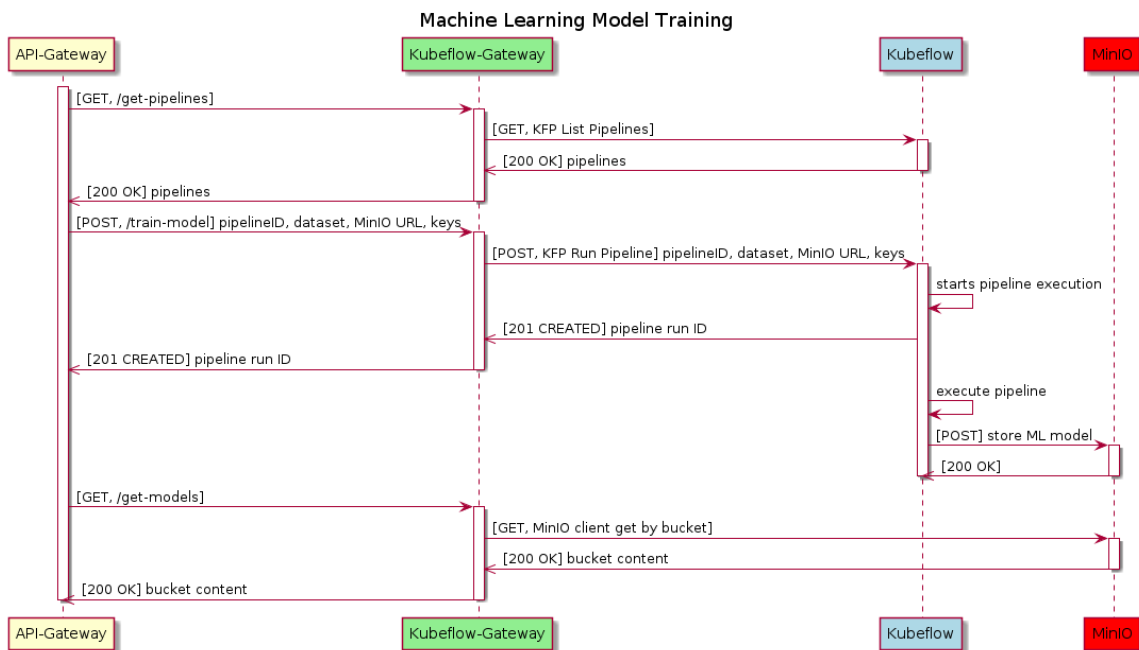 Machine Learning Model Training
API-Gateway
Kubeflow-Gateway
Kubeflow
MinIO
[GET, /get-pipelines]
[GET, KFP List Pipelines]
[200 OK] pipelines
[200 OK] pipelines
[POST, /train-model] pipelineID, dataset, MinIO URL, keys
[POST, KFP Run Pipeline] pipelineID, dataset, MinIO URL, keys
starts pipeline execution
[201 CREATED] pipeline run ID
[201 CREATED] pipeline run ID
execute pipeline
[POST] store ML model
[200 OK]
[GET, /get-models]
[GET, MinIO client get by bucket]
[200 OK] bucket content
[200 OK] bucket content
API-Gateway
Kubeflow-Gateway
Kubeflow
MinIO